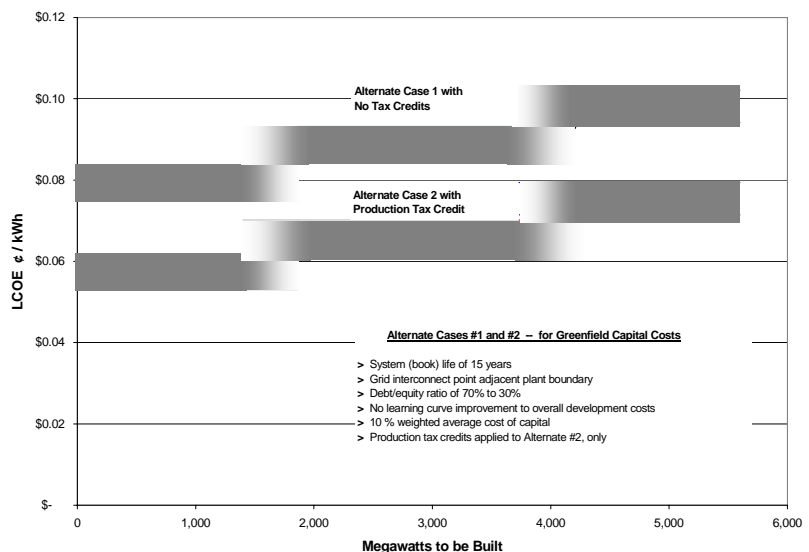 $0.12
$0.10
$0.08
$0.06
$0.04
$0.02
$-
LCOE ¢ / kWh
Alternate Case 1 with
No Tax Credits
Alternate Case 2 with
Production Tax Credit
Alternate Cases #1 and #2 -- for Greenfield Capital Costs
> System (book) life of 15 years
> Grid interconnect point adjacent plant boundary
> Debt/equity ratio of 70% to 30%
> No learning curve improvement to overall development costs
> 10 % weighted average cost of capital
> Production tax credits applied to Alternate #2, only
0 1,000 2,000 3,000 4,000 5,000 6,000
Megawatts to be Built